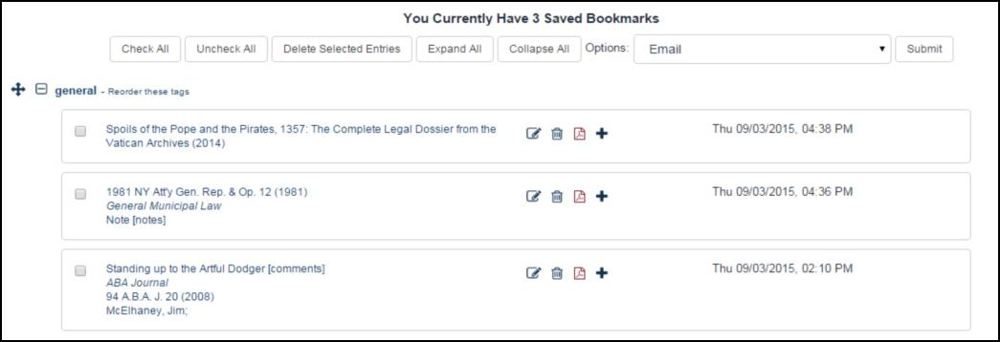 You Currently Have 3 Saved Bookmarks
Check All Uncheck All Delete Selected Entries Expand All Collapse All Options: Email Submit
general - Reorder these tags
Spoils of the Pope and the Pirates, 1357: The Complete Legal Dossier from the Thu 09/03/2015, 04:38 PM
Vatican Archives (2014)
1981 NY Att'y Gen. Rep. & Op. 12 (1981) Thu 09/03/2015, 04:36 PM
General Municipal Law
Note [notes]
Standing up to the Artful Dodger [comments] Thu 09/03/2015, 02:10 PM
ABA Journal
94 A.B.A. J. 20 (2008)
McElhaney, Jim;